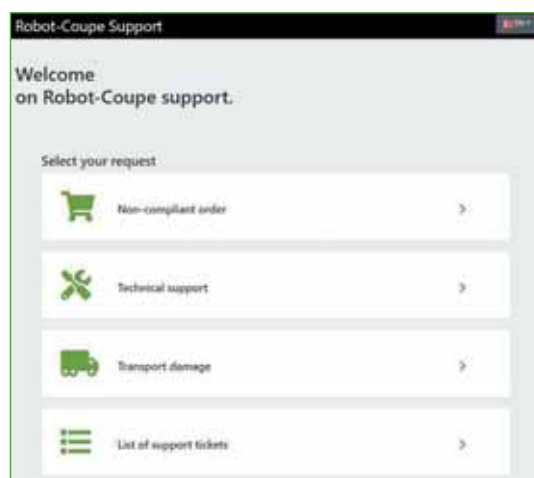 Robot-Coupe Support
Welcome
on Robot-Coupe support.
Select your request
Non-compliant order
Technical support
Transport damage
List of support tickets